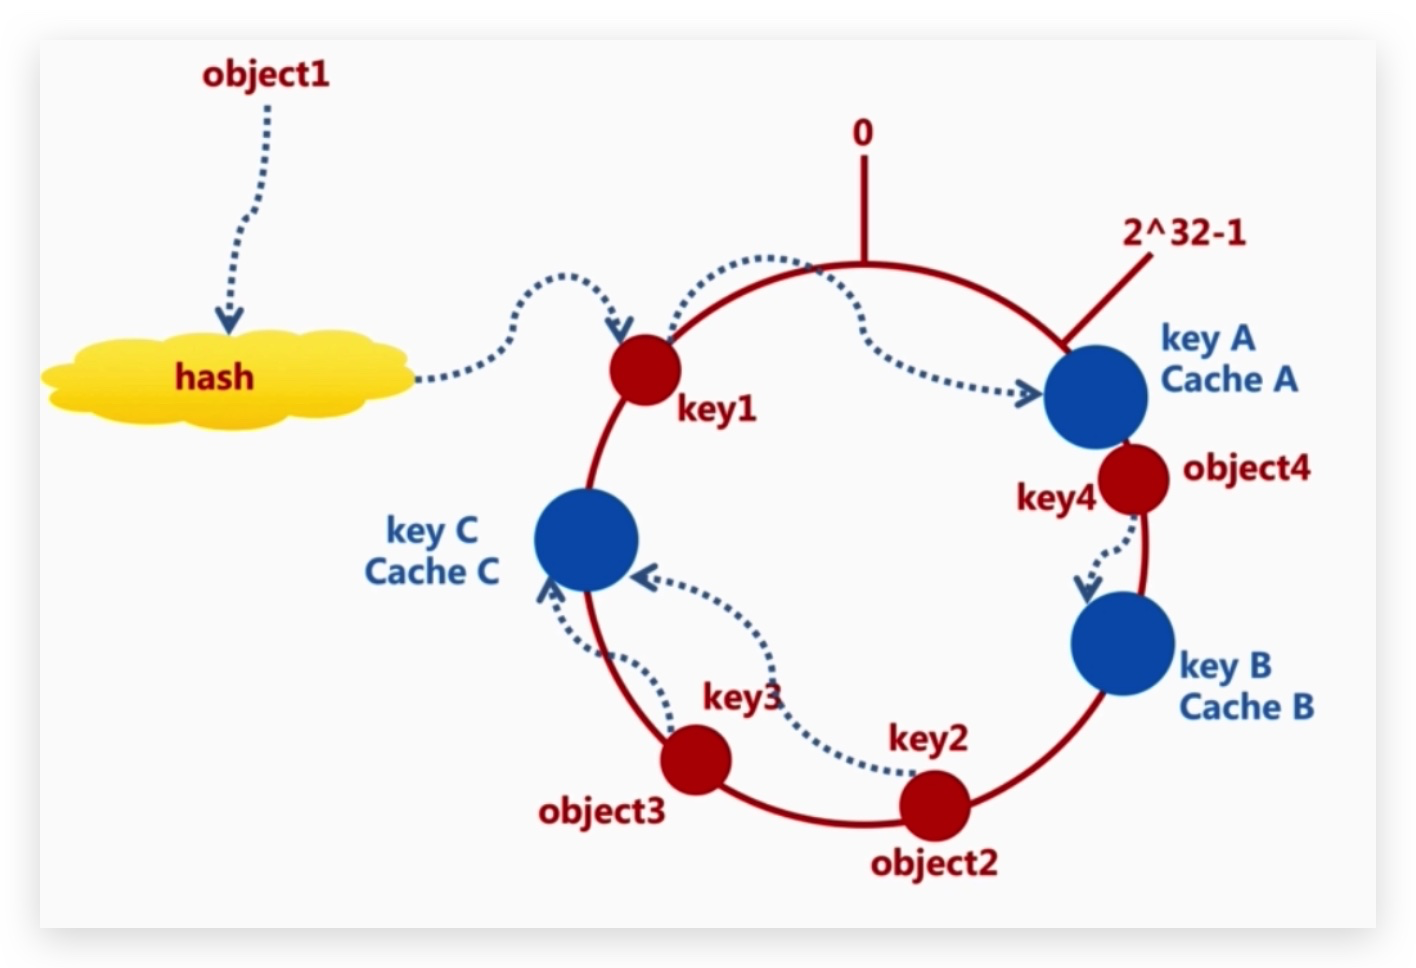 object1
0
2^32-1
hash
key A
Cache A
key1
object4
key4
key C
Cache C
key B
Cache B
key3
key2
object3
object2